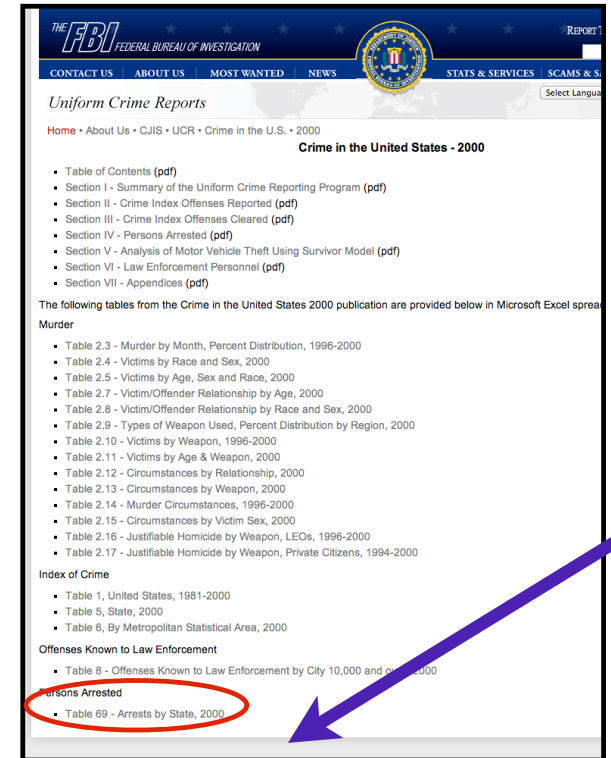 THE FBI FEDERAL BUREAU OF INVESTIGATION
REPORT
CONTACT US | ABOUT US | MOST WANTED | NEWS STATS & SERVICES | SCAMS &
Uniform Crime Reports
Select
Home • About Us • CJIS • UCR • Crime in the U.S. • 2000
Crime in the United States - 2000
Table of Contents (pdf)
Section I - Summary of the Uniform Crime Reporting Program (pdf)
Section II - Crime Index Offenses Reported (pdf)
Section III - Crime Index Offenses Cleared (pdf)
Section IV - Persons Arrested (pdf)
Section V - Analysis of Motor Vehicle Theft Using Survivor Model (pdf)
Section VI - Law Enforcement Personnel (pdf)
Section VII - Appendices (pdf)
The following tables from the Crime in the United States 2000 publication are provided below in Microsoft Excel
Murder
Table 2.3 - Murder by Month, Percent Distribution, 1996-2000
Table 2.4 - Victims by Race and Sex, 2000
Table 2.5 - Victims by Age, Sex and Race, 2000
Table 2.7 - Victim/Offender Relationship by Age, 2000
Table 2.8 - Victim/Offender Relationship by Race and Sex, 2000
Table 2.9 - Types of Weapon Used, Percent Distribution by Region, 2000
Table 2.10 - Victims by Weapon, 1996-2000
Table 2.11 - Victims by Age & Weapon, 2000
Table 2.12 - Circumstances by Relationship, 2000
Table 2.13 - Circumstances by Weapon, 2000
Table 2.14 - Murder Circumstances, 1996-2000
Table 2.15 - Circumstances by Victim Sex, 2000
Table 2.16 - Justifiable Homicide by Weapon, LEOs, 1996-2000
Table 2.17 - Justifiable Homicide by Weapon, Private Citizens, 1994-2000
Index of Crime
Table 1, United States, 1981-2000
Table 5, State, 2000
Table 6, By Metropolitan Statistical Area, 2000
Offenses Known to Law Enforcement
Table 8 - Offenses Known to Law Enforcement by City 10,000 and 2000
Persons Arrested
Table 69 - Arrests by State, 2000